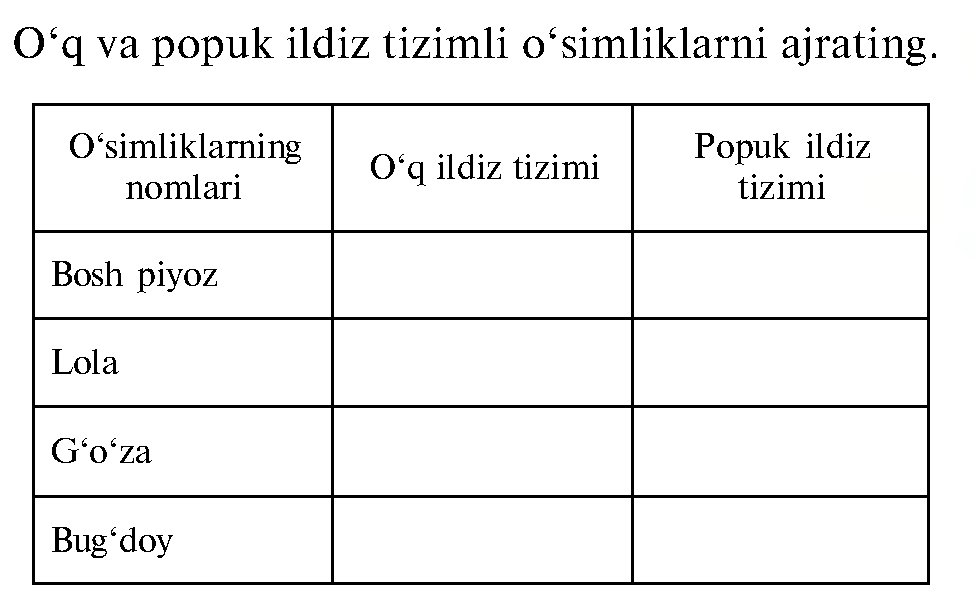 O‘q va popuk ildiz tizimli o‘simliklarni ajrating.
O‘simliklarning
nomlari
O‘q ildiz tizimi
Popuk ildiz
tizimi
Bosh piyoz
Lola
G‘o‘za
Bug‘doy